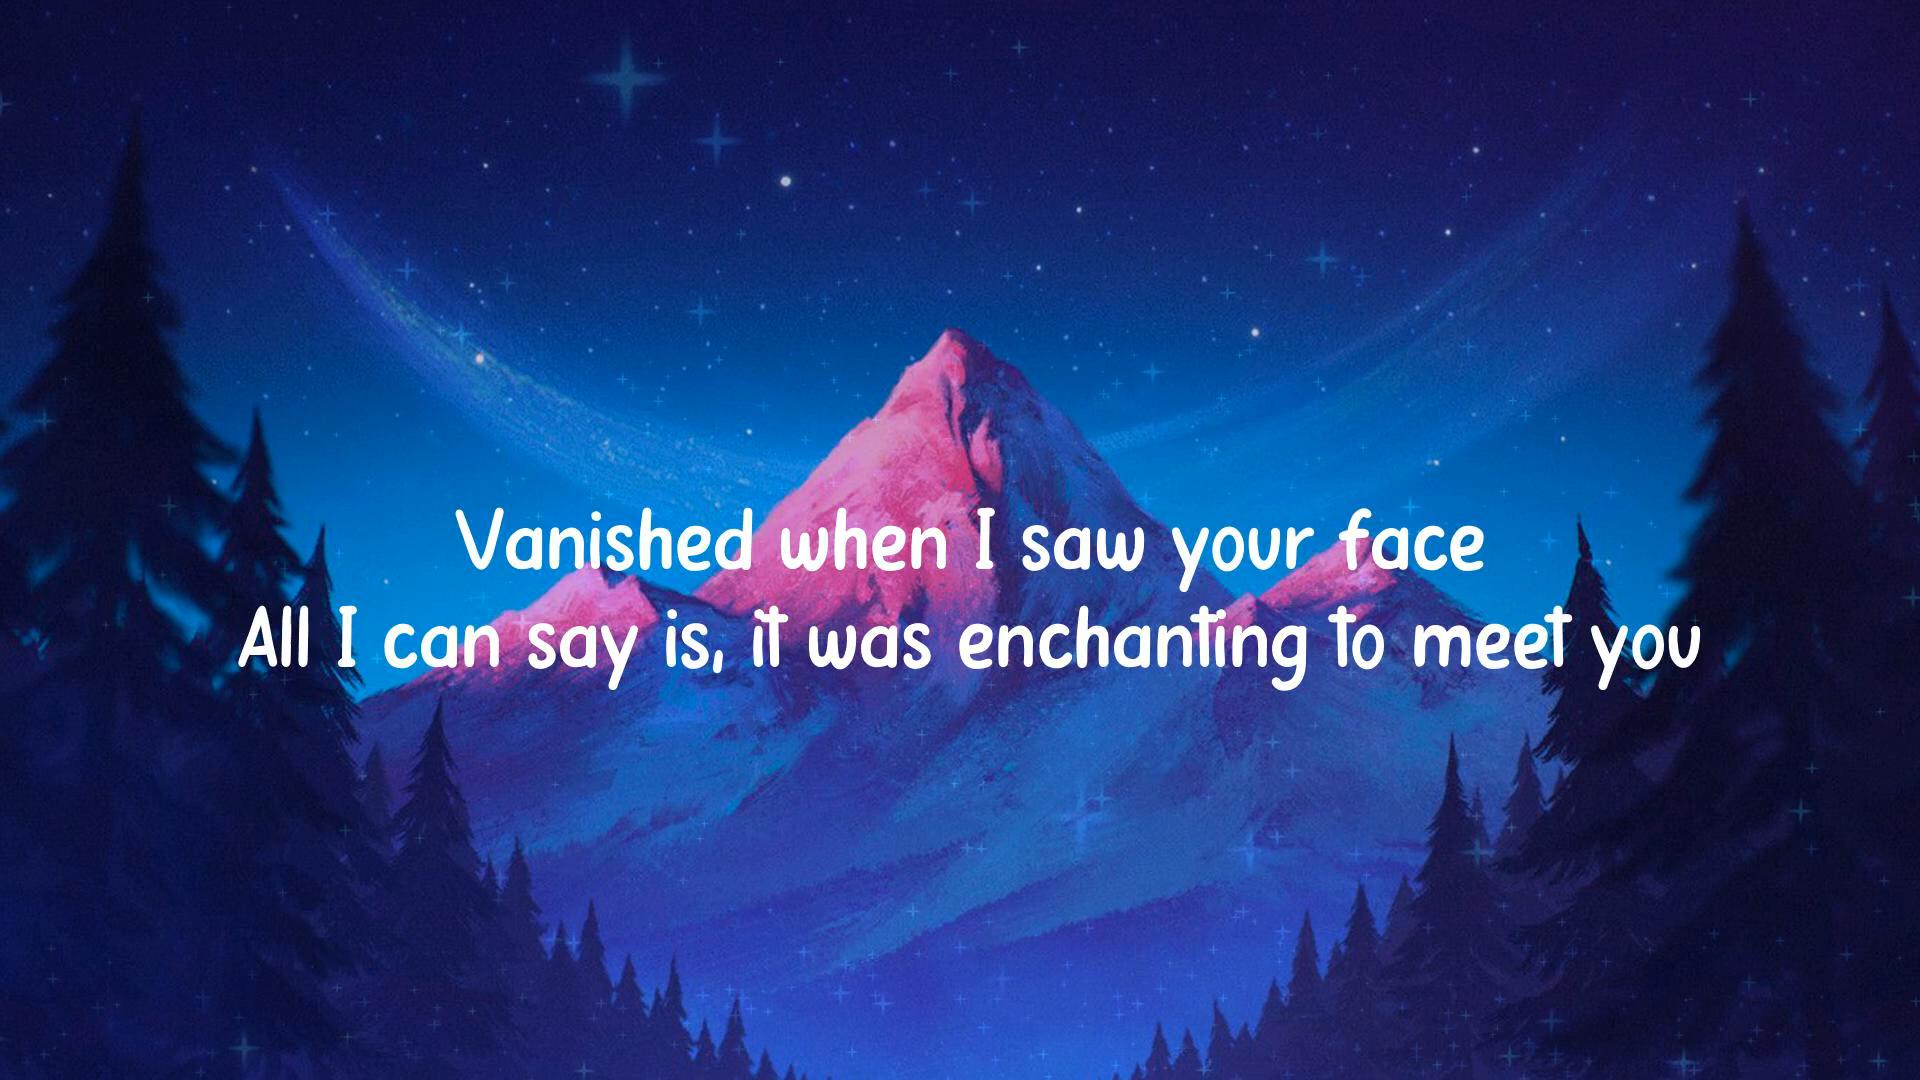 Vanished when I saw your face
All I can say is, it was enchanting to meet you